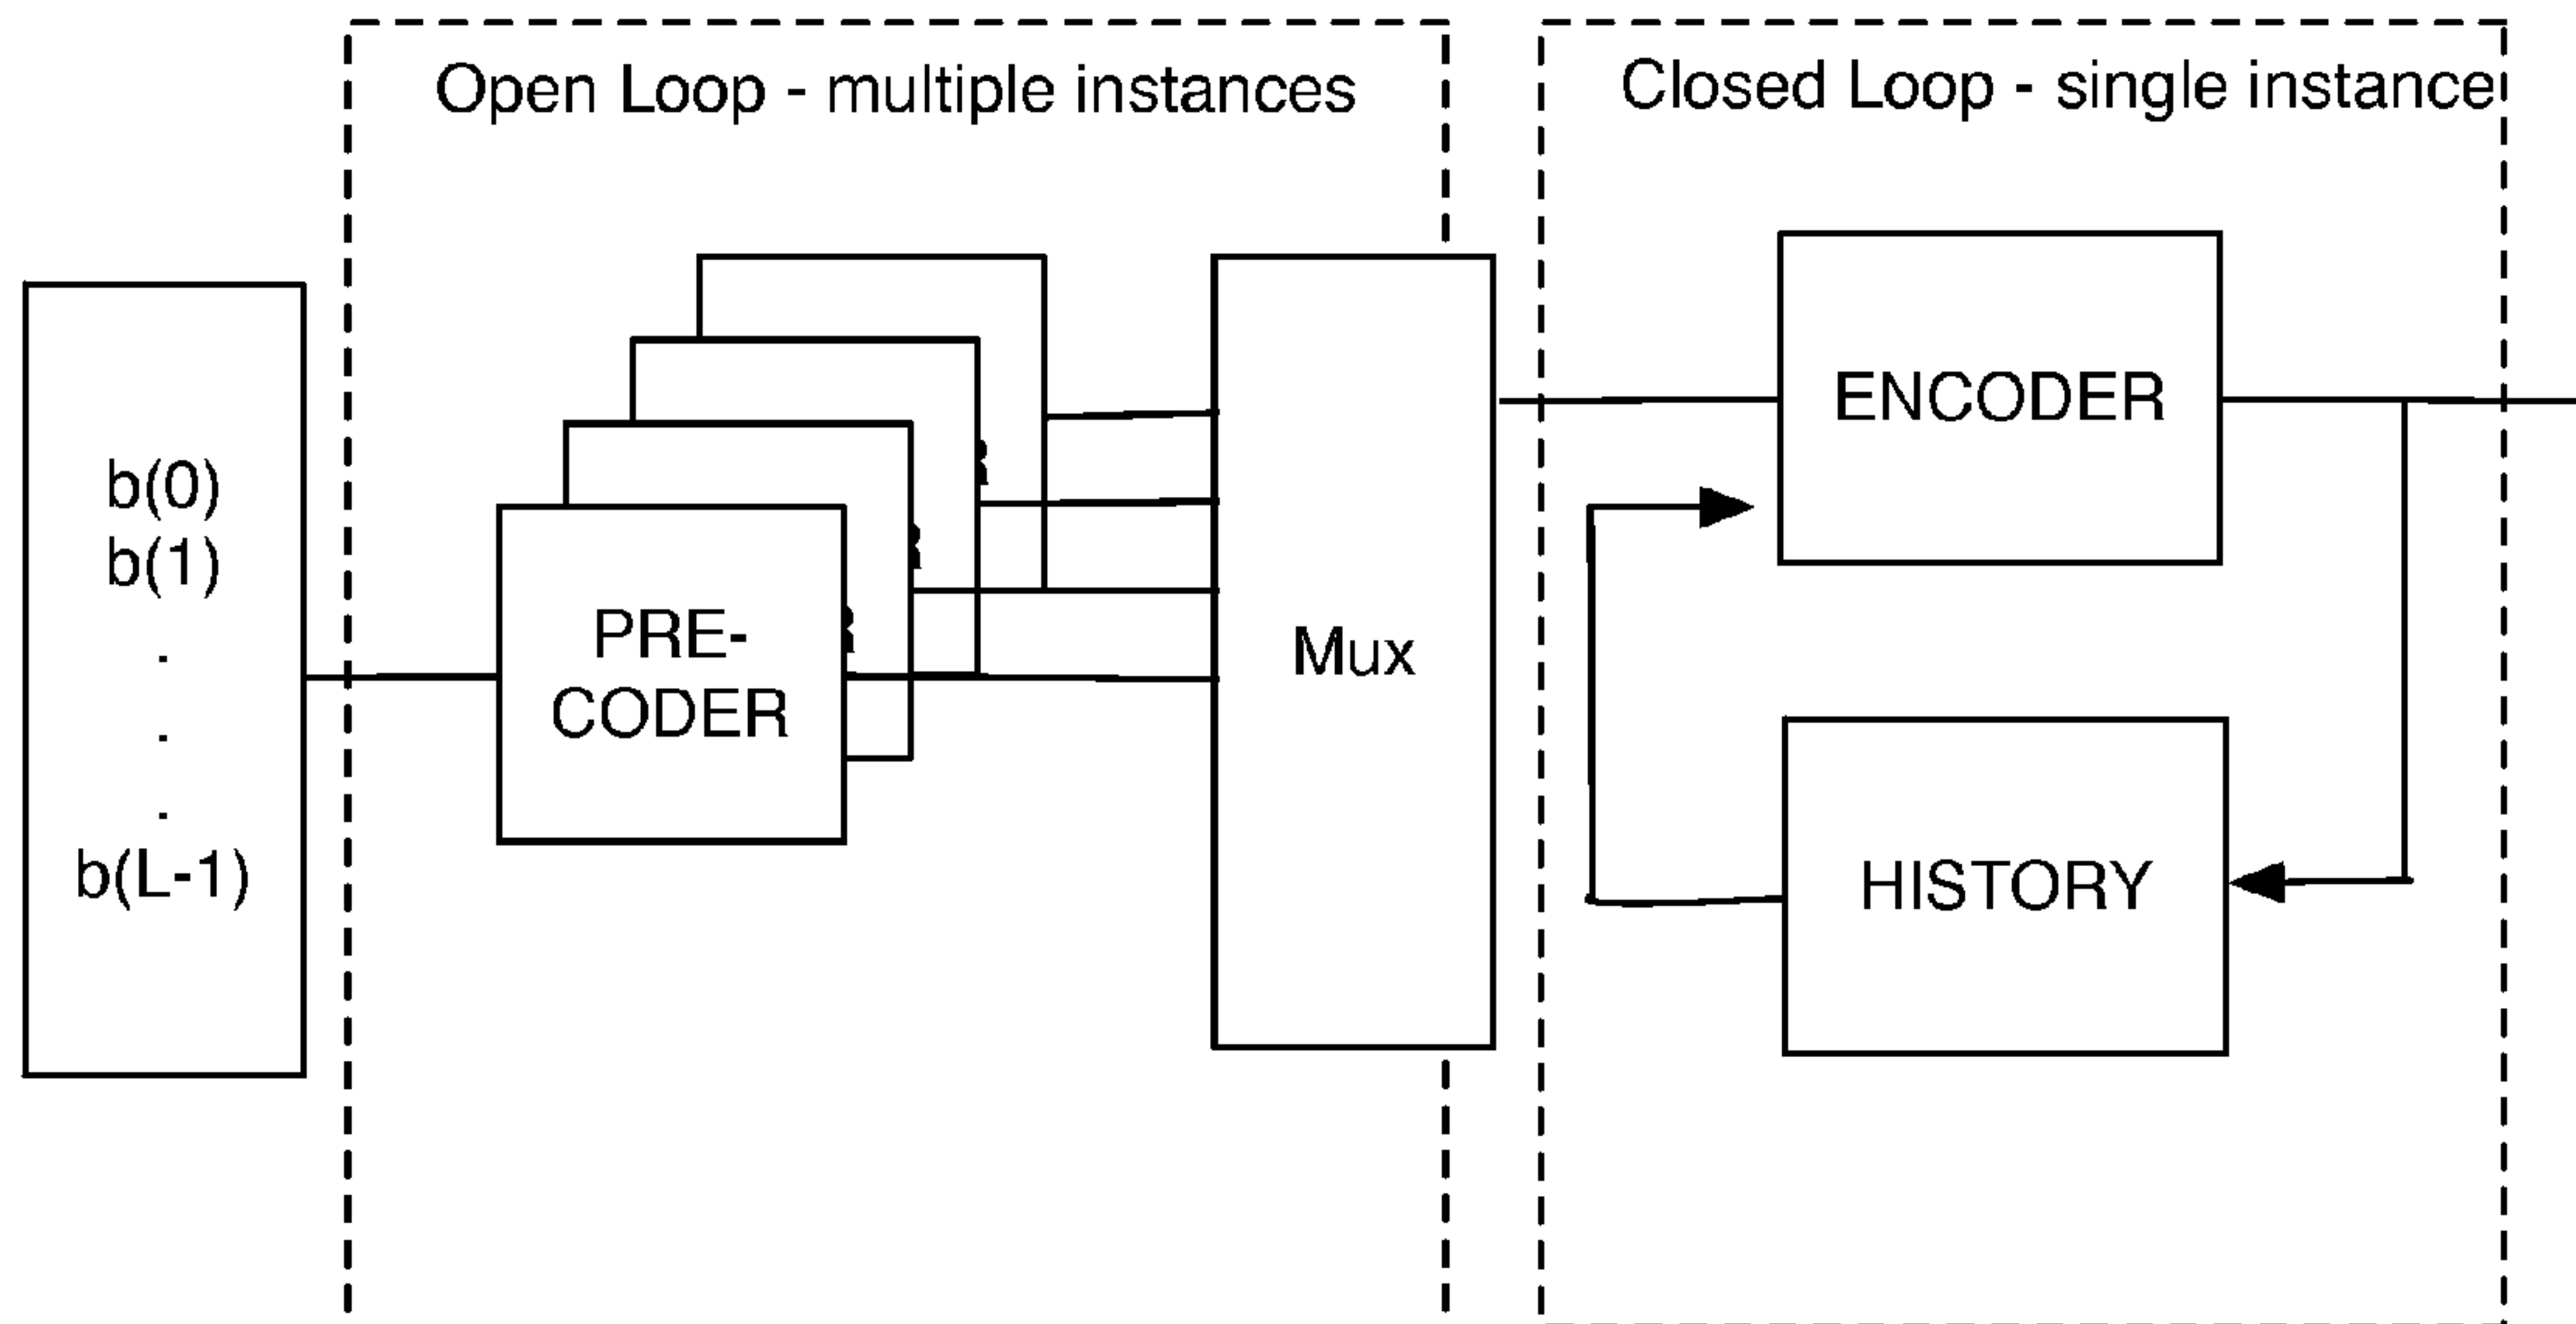 Open Loop - multiple instances
Closed Loop - single instance
b(0)
b(1)
.
.
.
b(L-1)
PRE-
CODER
Mux
ENCODER
HISTORY